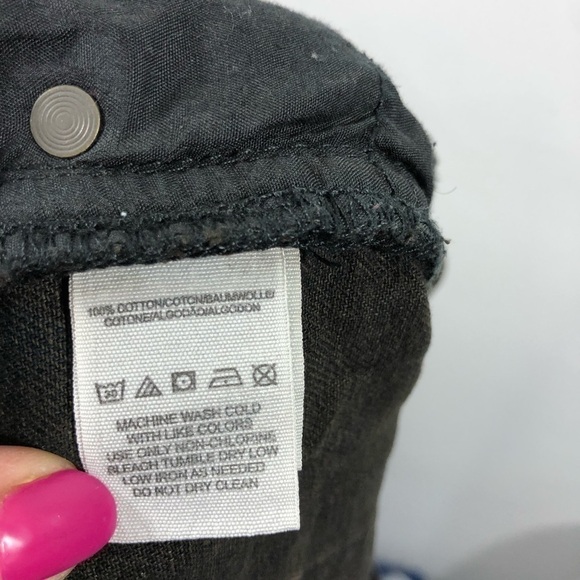 100% COTTON/COTON/BAUMWOLLE/
COTONE/ALGODÃO/ALGODON
30
MACHINE WASH COLD
WITH LIKE COLORS
USE ONLY NON-CHLORINE
BLEACH TUMBLE DRY LOW
LOW IRON AS NEEDED
DO NOT DRY CLEAN